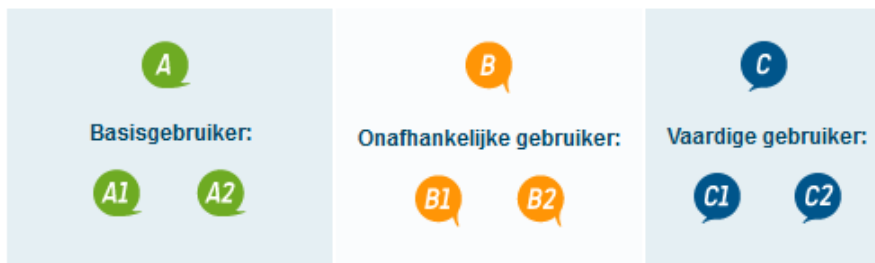 A
B
C
Basisgebruiker:
Onafhankelijke gebruiker:
Vaardige gebruiker:
A1 A2
B1 B2
C1 C2